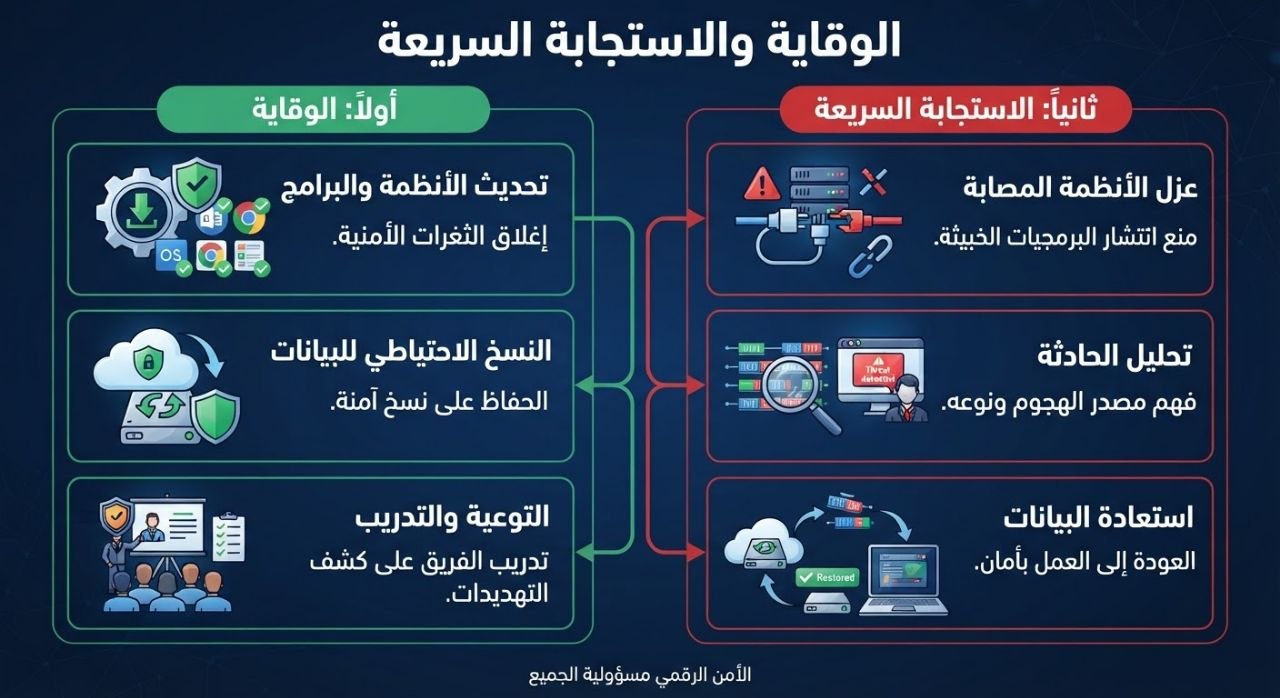 الوقاية والاستجابة السريعة
أولاً: الوقاية
تحديث الأنظمة والبرامج
إغلاق الثغرات الأمنية.
OS
النسخ الاحتياطي للبيانات
الحفاظ على نسخ آمنة.
التوعية والتدريب
تدريب الفريق على كشف
التهديدات.
ثانياً: الاستجابة السريعة
عزل الأنظمة المصابة
منع انتشار البرمجيات الخبيثة.
تحليل الحادثة
فهم مصدر الهجوم ونوعه.
Threat
استعادة البيانات
العودة إلى العمل بأمان.
Restored
الأمن الرقمي مسؤولية الجميع